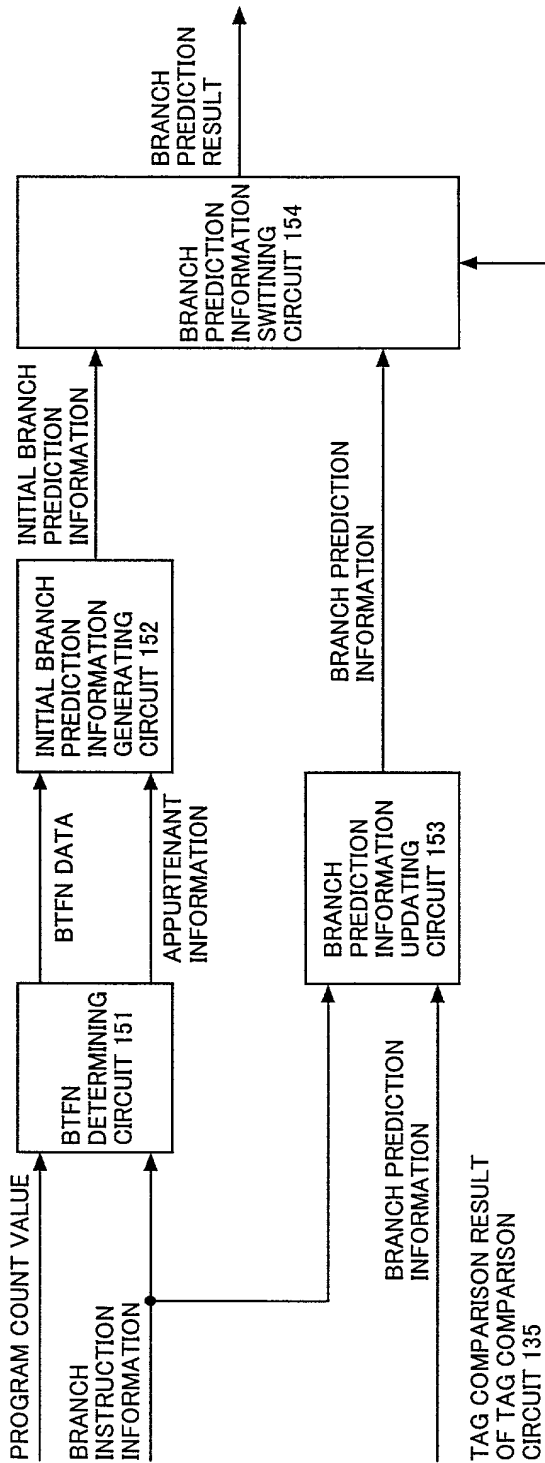 PROGRAM COUNT VALUE
BRANCH
INSTRUCTION
INFORMATION
BTFN
DETERMINING
CIRCUIT 151
BTFN DATA
APPURTENANT
INFORMATION
INITIAL BRANCH
PREDICTION
INFORMATION
GENERATING
CIRCUIT 152
INITIAL BRANCH
PREDICTION
INFORMATION
BRANCH
PREDICTION
INFORMATION
SWITINING
CIRCUIT 154
BRANCH
PREDICTION
RESULT
BRANCH PREDICTION
INFORMATION
BRANCH
PREDICTION
INFORMATION
UPDATING
CIRCUIT 153
BRANCH PREDICTION
INFORMATION
TAG COMPARISON RESULT
OF TAG COMPARISON
CIRCUIT 135